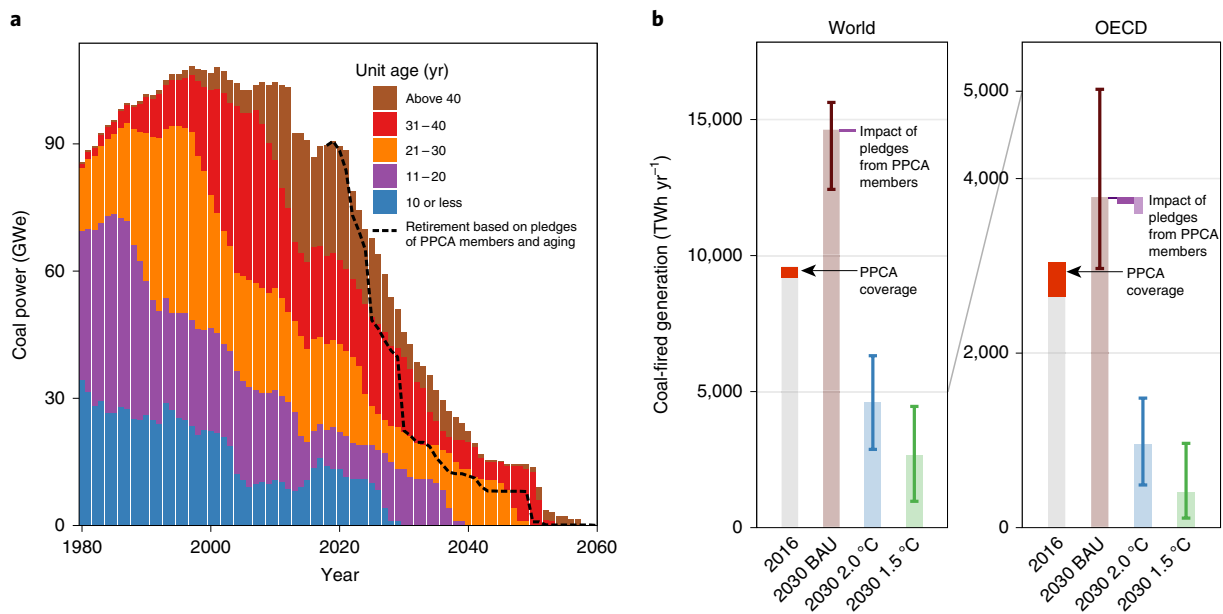 a
Coal power (GWe)
90
60
30
0
1980
2000
2020
2040
2060
Year
Unit age (yr)
Above 40
31–40
21–30
11–20
10 or less
Retirement based on pledges
of PPCA members and aging
b
World
Coal-fired generation (TWh yr⁻¹)
15,000
10,000
5,000
0
Impact of
pledges
from PPCA
members
PPCA
coverage
2016
2030 BAU
2030 2.0 °C
2030 1.5 °C
OECD
5,000
4,000
2,000
0
Impact of
pledges
from PPCA
members
PPCA
coverage
2016
2030 BAU
2030 2.0 °C
2030 1.5 °C